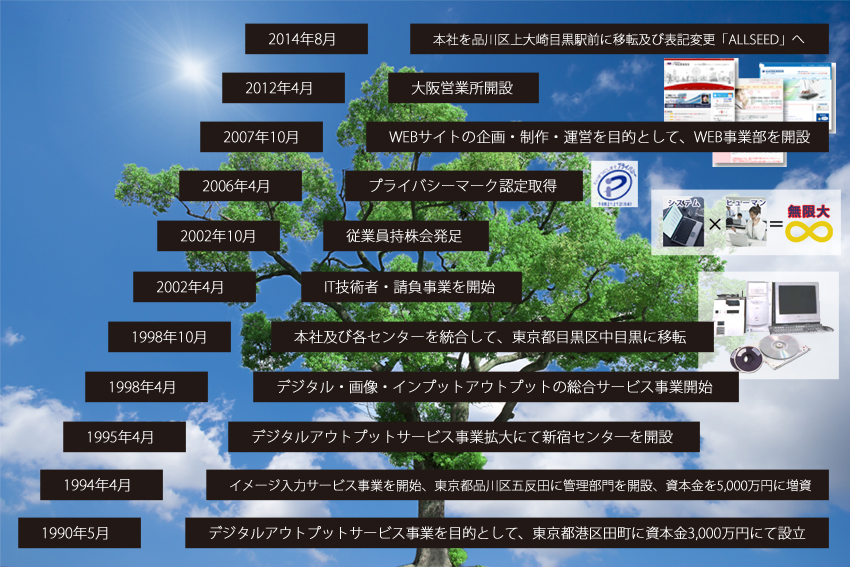 2014年8月 本社を品川区上大崎目黒駅前に移転及び表記変更「ALLSEED」へ
2012年4月 大阪営業所開設
2007年10月 WEBサイトの企画・制作・運営を目的として、WEB事業部を開設
2006年4月 プライバシーマーク認定取得
システム × ヒューマン = 無限大
2002年10月 従業員持株会発足
2002年4月 IT技術者・請負事業を開始
1998年10月 本社及び各センターを統合して、東京都目黒区中目黒に移転
1998年4月 デジタル・画像・インプットアウトプットの総合サービス事業開始
1995年4月 デジタルアウトプットサービス事業拡大にて新宿センターを開設
1994年4月 イメージ入力サービス事業を開始、東京都品川区五反田に管理部門を開設、資本金を5,000万円に増資
1990年5月 デジタルアウトプットサービス事業を目的として、東京都港区田町に資本金3,000万円にて設立